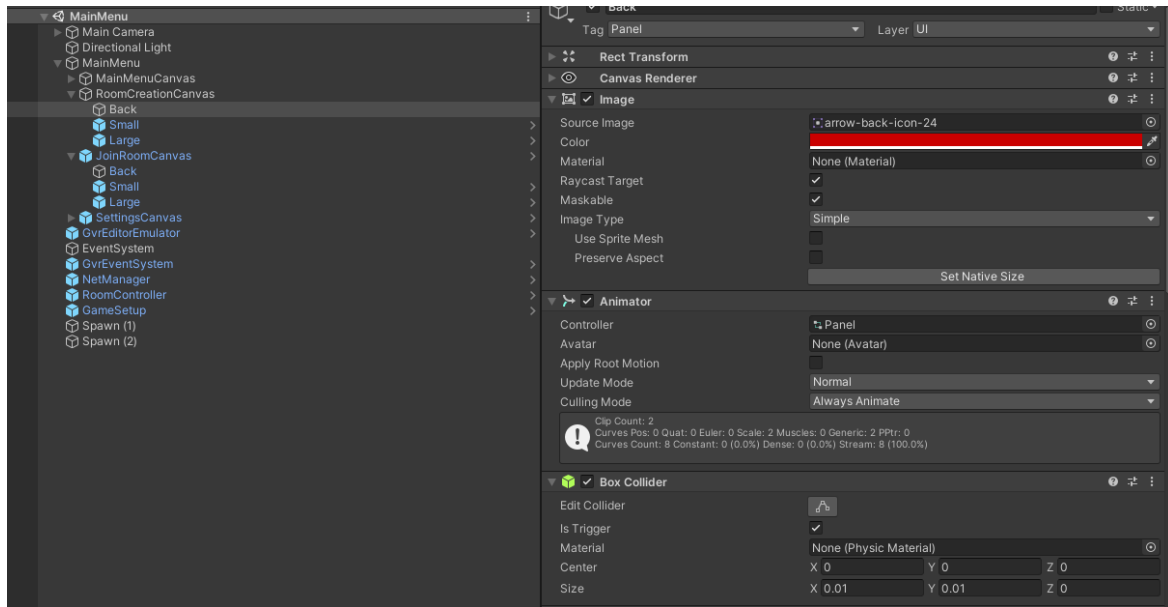 MainMenu
Main Camera
Directional Light
MainMenu
MainMenuCanvas
RoomCreationCanvas
Back
Small
Large
JoinRoomCanvas
Back
Small
Large
SettingsCanvas
GvrEditorEmulator
EventSystem
GvrEventSystem
NetManager
RoomController
GameSetup
Spawn (1)
Spawn (2)
Back Static
Tag Panel Layer UI
Rect Transform
Canvas Renderer
Image
Source Image arrow-back-icon-24
Color
Material None (Material)
Raycast Target
Maskable
Image Type Simple
Use Sprite Mesh
Preserve Aspect
Set Native Size
Animator
Controller Panel
Avatar None (Avatar)
Apply Root Motion
Update Mode Normal
Culling Mode Always Animate
Clip Count: 2
Curves Pos: 0 Quat: 0 Euler: 0 Scale: 2 Muscles: 0 Generic: 2 PPtr: 0
Curves Count: 8 Constant: 0 (0.0%) Dense: 0 (0.0%) Stream: 8 (100.0%)
Box Collider
Edit Collider
Is Trigger
Material None (Physic Material)
Center X 0 Y 0 Z 0
Size X 0.01 Y 0.01 Z 0